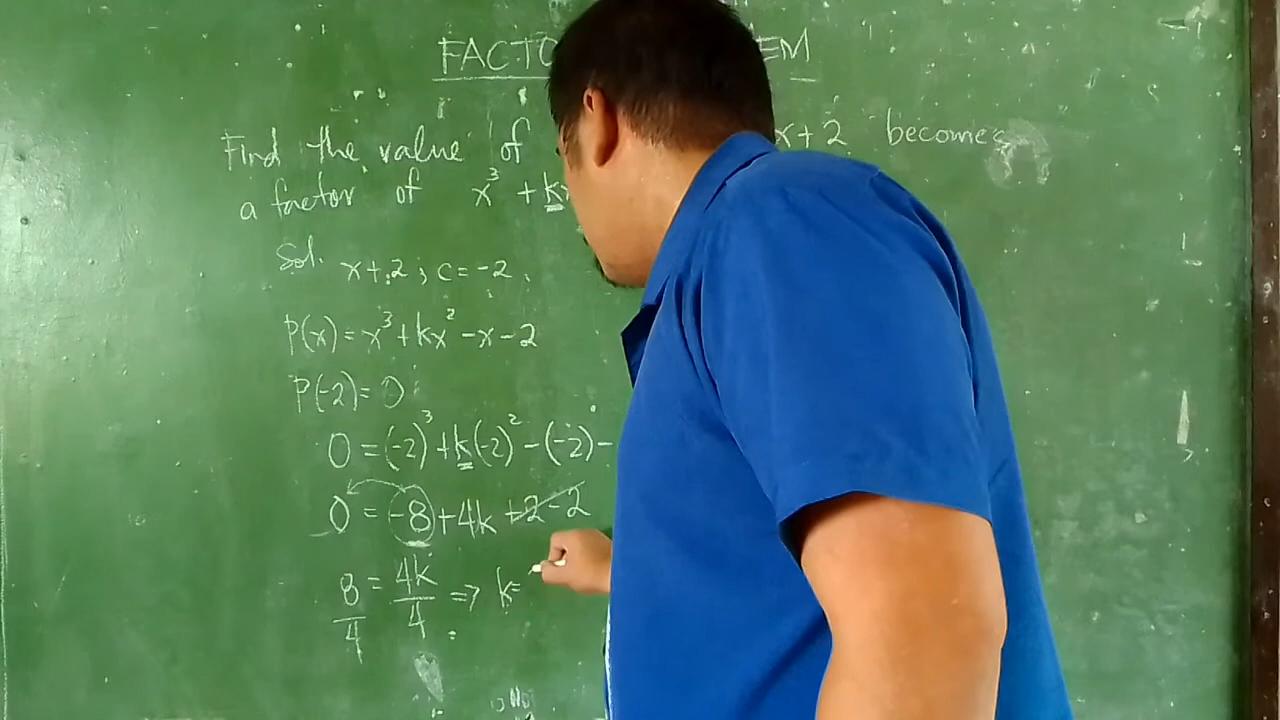 FACTO EM
Find the value of x+2 becomes
a factor of x³ + k
Sol. x+2 ; c = -2
P(x) = x³ + kx² - x - 2
P(-2) = 0
0 = (-2)³ + k(-2)² - (-2) -
0 = -8 + 4k + 2 - 2
8/4 = 4k/4 ⇒ k =